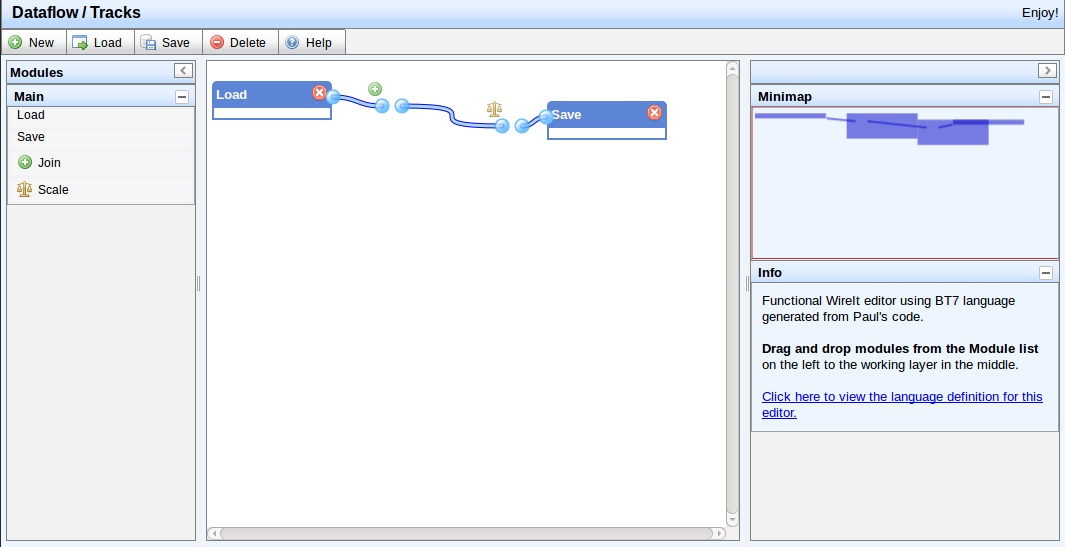 Dataflow / Tracks
Enjoy!
New
Load
Save
Delete
Help
Modules
Main
Load
Save
Join
Scale
Load
Save
Minimap
Info
Functional WireIt editor using BT7 language
generated from Paul's code.
Drag and drop modules from the Module list
on the left to the working layer in the middle.
Click here to view the language definition for this
editor.